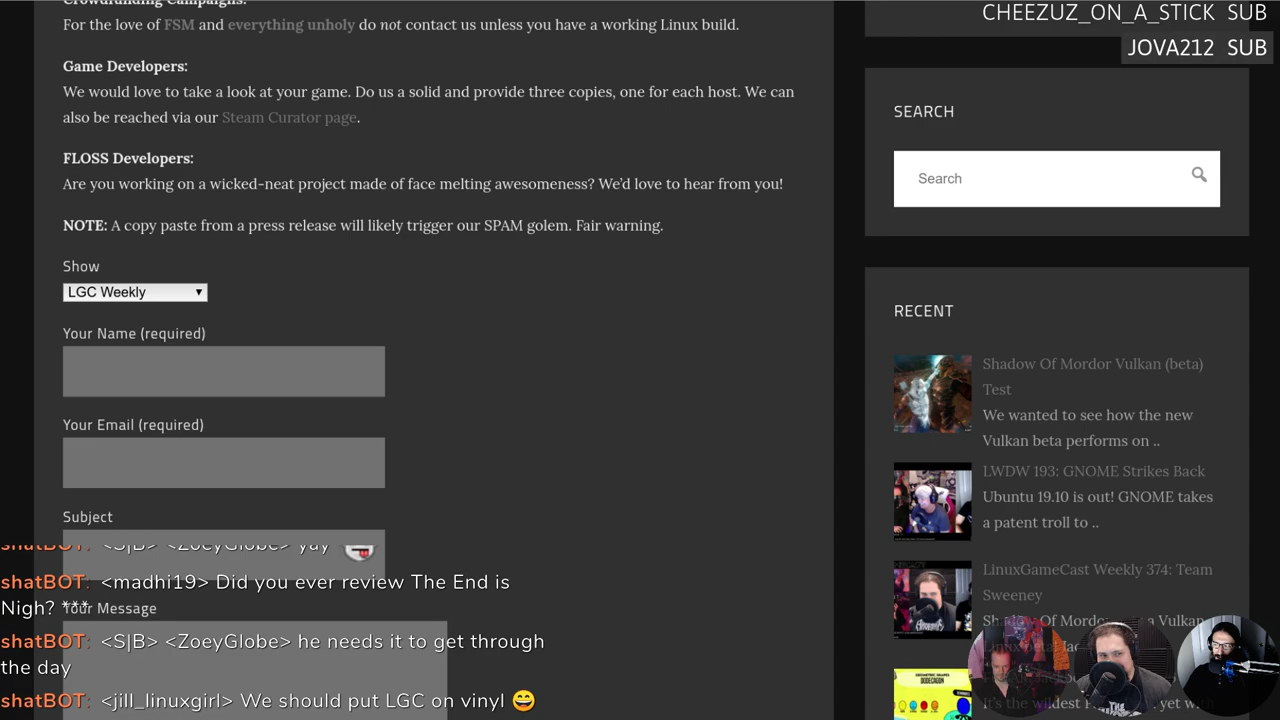 Crowdfunding Campaigns:
For the love of FSM and everything unholy do not contact us unless you have a working Linux build.
Game Developers:
We would love to take a look at your game. Do us a solid and provide three copies, one for each host. We can
also be reached via our Steam Curator page.
FLOSS Developers:
Are you working on a wicked-neat project made of face melting awesomeness? We'd love to hear from you!
NOTE: A copy paste from a press release will likely trigger our SPAM golem. Fair warning.
Show
LGC Weekly
Your Name (required)
Your Email (required)
Subject
Your Message
shatBOT: <S|B> <ZoeyGlobe> yay
shatBOT: <madhi19> Did you ever review The End is
Nigh? ***
shatBOT: <S|B> <ZoeyGlobe> he needs it to get through
the day
shatBOT: <jill_linuxgirl> We should put LGC on vinyl 😄
CHEEZUZ_ON_A_STICK SUB
JOVA212 SUB
SEARCH
Search
RECENT
Shadow Of Mordor Vulkan (beta)
Test
We wanted to see how the new
Vulkan beta performs on ..
LWDW 193: GNOME Strikes Back
Ubuntu 19.10 is out! GNOME takes
a patent troll to ..
LinuxGameCast Weekly 374: Team
Sweeney